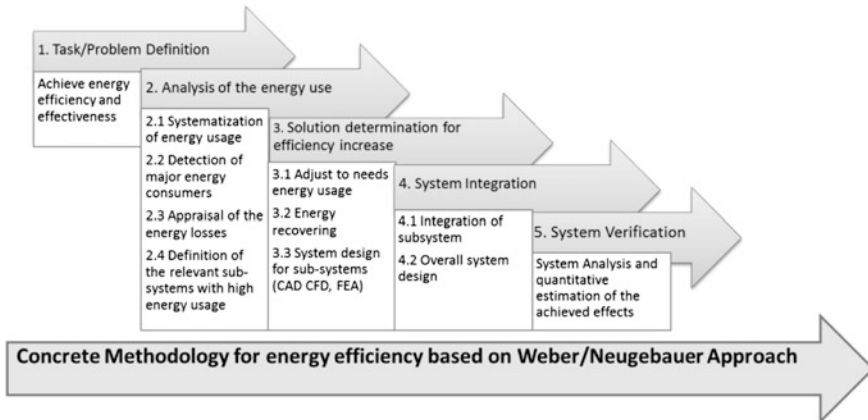 1. Task/Problem Definition
Achieve energy
efficiency and
effectiveness
2. Analysis of the energy use
2.1 Systematization
of energy usage
2.2 Detection of
major energy
consumers
2.3 Appraisal of the
energy losses
2.4 Definition of
the relevant sub-
systems with high
energy usage
3. Solution determination for
efficiency increase
3.1 Adjust to needs
energy usage
3.2 Energy
recovering
3.3 System design
for sub-systems
(CAD CFD, FEA)
4. System Integration
4.1 Integration of
subsystem
4.2 Overall system
design
5. System Verification
System Analysis and
quantitative
estimation of the
achieved effects
Concrete Methodology for energy efficiency based on Weber/Neugebauer Approach